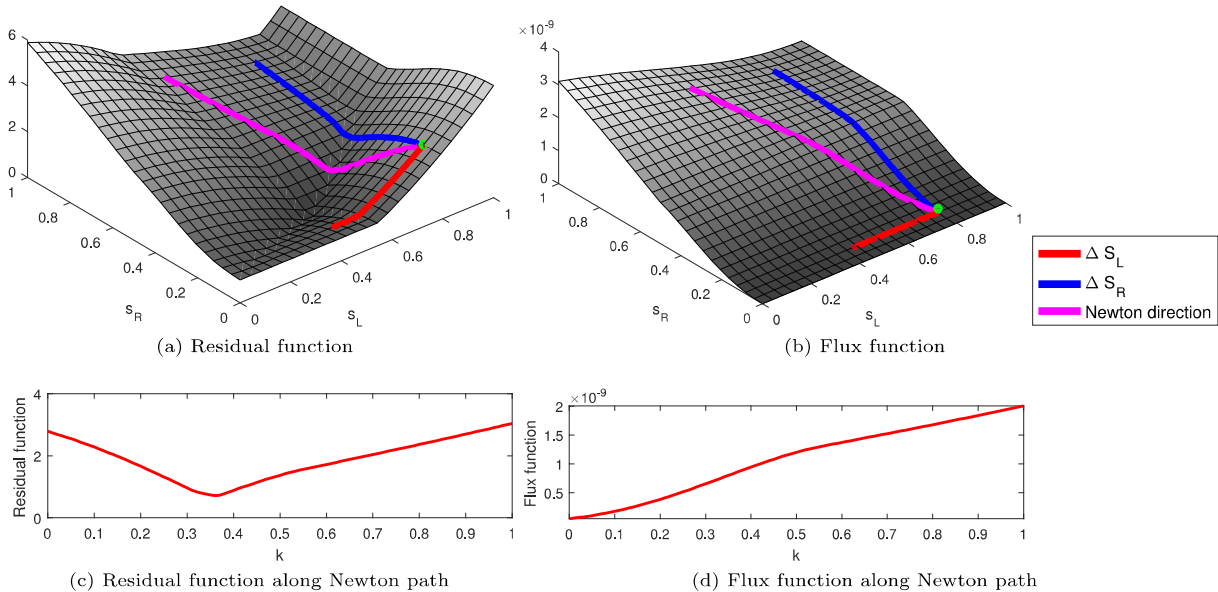 6
4
2
0
1
0.8
0.6
0.4
0.2
0
s_R
0
0.2
0.4
0.6
0.8
1
s_L
(a) Residual function
× 10^-9
4
3
2
1
0
1
0.8
0.6
0.4
0.2
0
s_R
0
0.2
0.4
0.6
0.8
1
s_L
(b) Flux function
Δ S_L
Δ S_R
Newton direction
4
2
0
Residual function
0 0.1 0.2 0.3 0.4 0.5 0.6 0.7 0.8 0.9 1
k
(c) Residual function along Newton path
× 10^-9
2
1.5
1
0.5
Flux function
0 0.1 0.2 0.3 0.4 0.5 0.6 0.7 0.8 0.9 1
k
(d) Flux function along Newton path